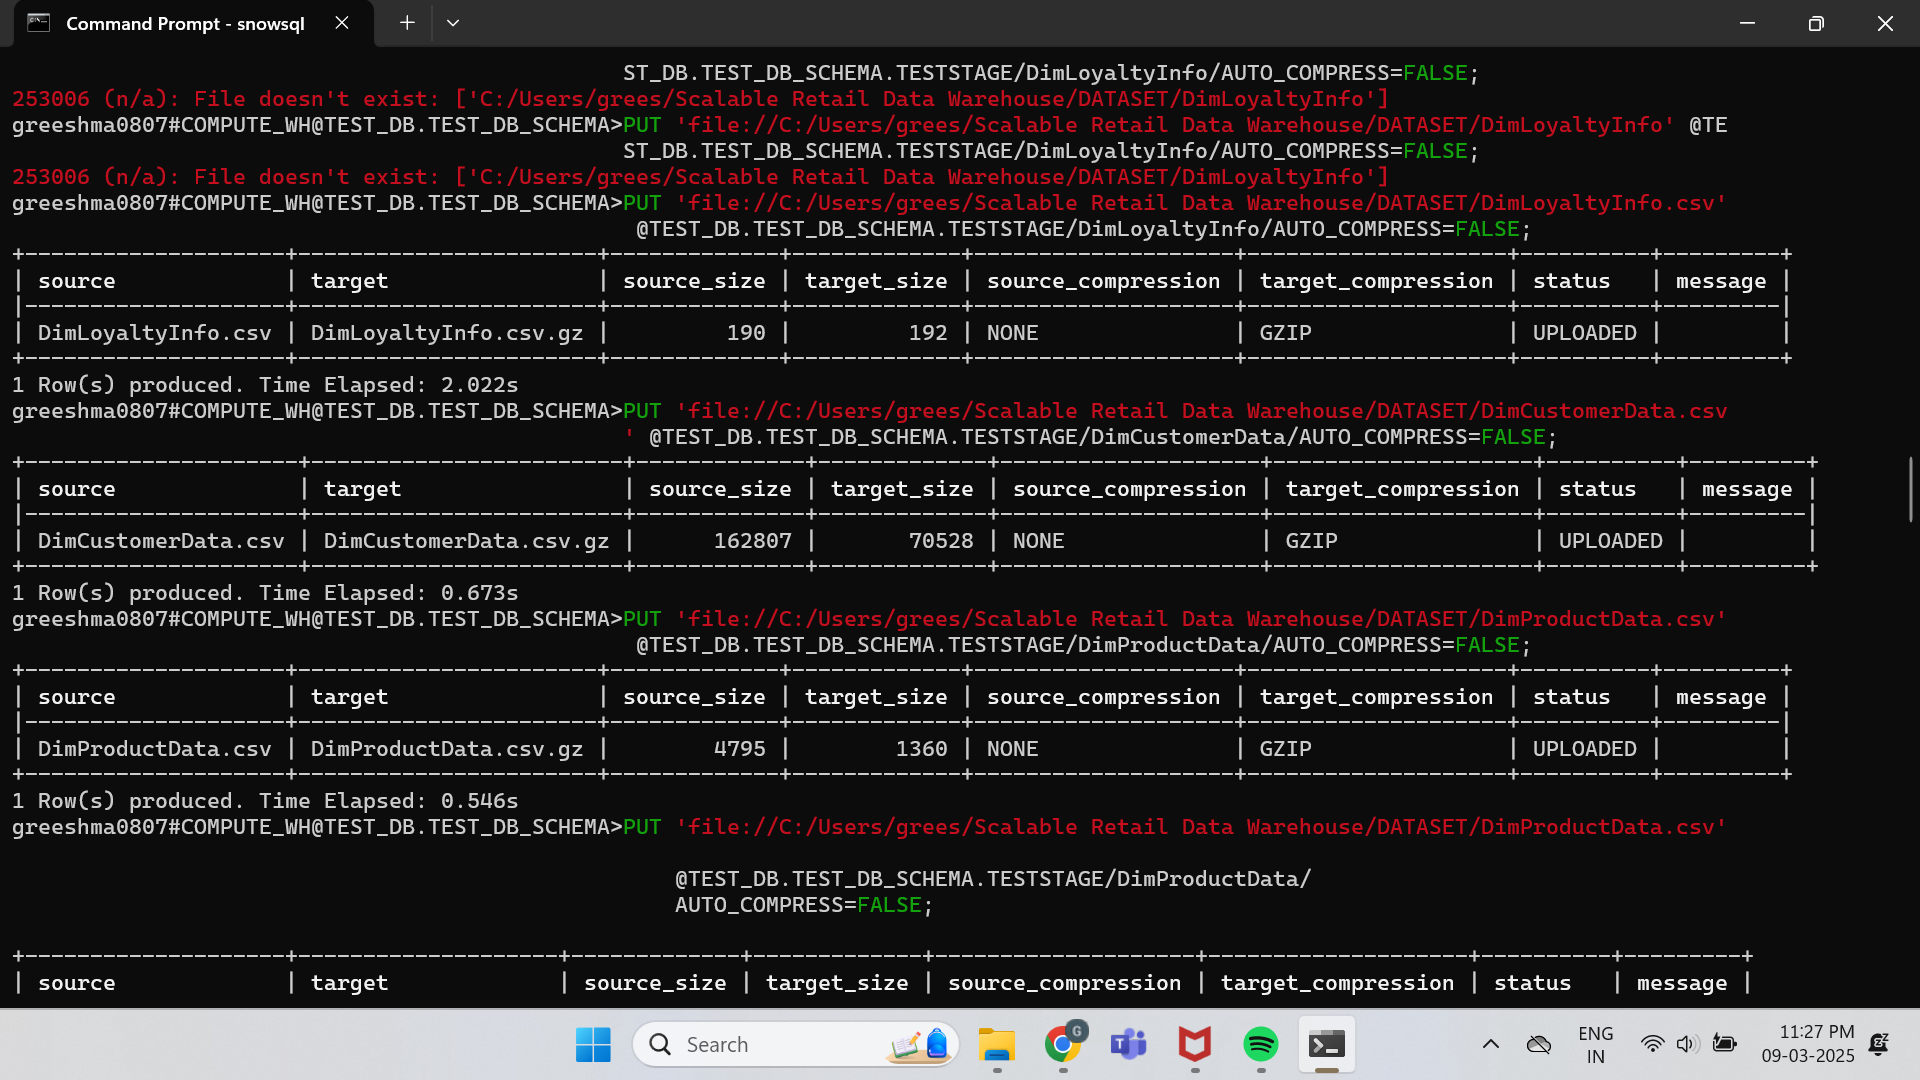 Command Prompt - snowsql
ST_DB.TEST_DB_SCHEMA.TESTSTAGE/DimLoyaltyInfo/AUTO_COMPRESS=FALSE;
253006 (n/a): File doesn't exist: ['C:/Users/grees/Scalable Retail Data Warehouse/DATASET/DimLoyaltyInfo']
greeshma0807#COMPUTE_WH@TEST_DB.TEST_DB_SCHEMA>PUT 'file://C:/Users/grees/Scalable Retail Data Warehouse/DATASET/DimLoyaltyInfo' @TE
ST_DB.TEST_DB_SCHEMA.TESTSTAGE/DimLoyaltyInfo/AUTO_COMPRESS=FALSE;
253006 (n/a): File doesn't exist: ['C:/Users/grees/Scalable Retail Data Warehouse/DATASET/DimLoyaltyInfo']
greeshma0807#COMPUTE_WH@TEST_DB.TEST_DB_SCHEMA>PUT 'file://C:/Users/grees/Scalable Retail Data Warehouse/DATASET/DimLoyaltyInfo.csv'
@TEST_DB.TEST_DB_SCHEMA.TESTSTAGE/DimLoyaltyInfo/AUTO_COMPRESS=FALSE;
| source | target | source_size | target_size | source_compression | target_compression | status | message |
| DimLoyaltyInfo.csv | DimLoyaltyInfo.csv.gz | 190 | 192 | NONE | GZIP | UPLOADED | |
1 Row(s) produced. Time Elapsed: 2.022s
greeshma0807#COMPUTE_WH@TEST_DB.TEST_DB_SCHEMA>PUT 'file://C:/Users/grees/Scalable Retail Data Warehouse/DATASET/DimCustomerData.csv
' @TEST_DB.TEST_DB_SCHEMA.TESTSTAGE/DimCustomerData/AUTO_COMPRESS=FALSE;
| source | target | source_size | target_size | source_compression | target_compression | status | message |
| DimCustomerData.csv | DimCustomerData.csv.gz | 162807 | 70528 | NONE | GZIP | UPLOADED | |
1 Row(s) produced. Time Elapsed: 0.673s
greeshma0807#COMPUTE_WH@TEST_DB.TEST_DB_SCHEMA>PUT 'file://C:/Users/grees/Scalable Retail Data Warehouse/DATASET/DimProductData.csv'
@TEST_DB.TEST_DB_SCHEMA.TESTSTAGE/DimProductData/AUTO_COMPRESS=FALSE;
| source | target | source_size | target_size | source_compression | target_compression | status | message |
| DimProductData.csv | DimProductData.csv.gz | 4795 | 1360 | NONE | GZIP | UPLOADED | |
1 Row(s) produced. Time Elapsed: 0.546s
greeshma0807#COMPUTE_WH@TEST_DB.TEST_DB_SCHEMA>PUT 'file://C:/Users/grees/Scalable Retail Data Warehouse/DATASET/DimProductData.csv'
@TEST_DB.TEST_DB_SCHEMA.TESTSTAGE/DimProductData/
AUTO_COMPRESS=FALSE;
| source | target | source_size | target_size | source_compression | target_compression | status | message |
Search
G
ENG
IN
11:27 PM
09-03-2025